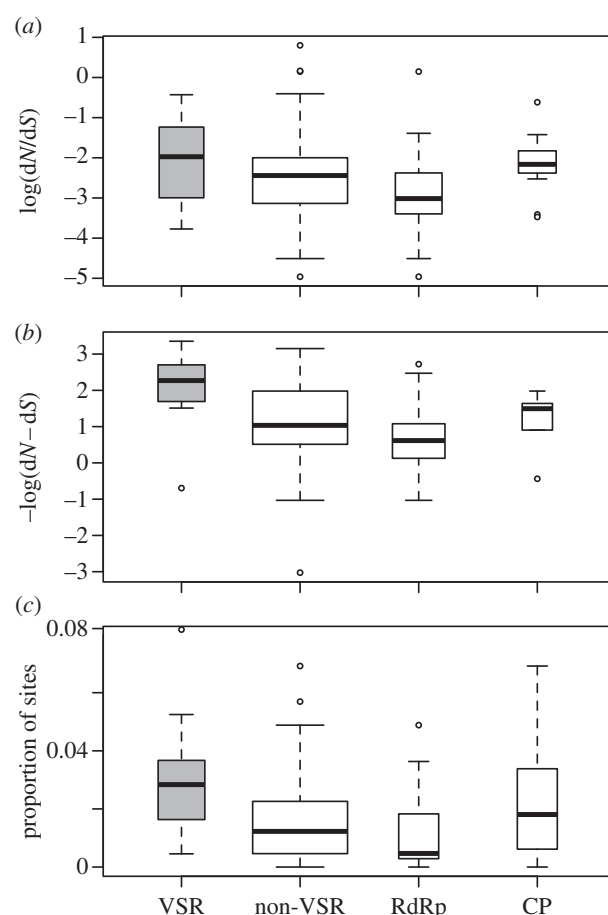 (a)
log(dN/dS)
1
0
–1
–2
–3
–4
–5
(b)
–log(dN–dS)
3
2
1
0
–1
–2
–3
(c)
proportion of sites
0.08
0.04
0
VSR non-VSR RdRp CP